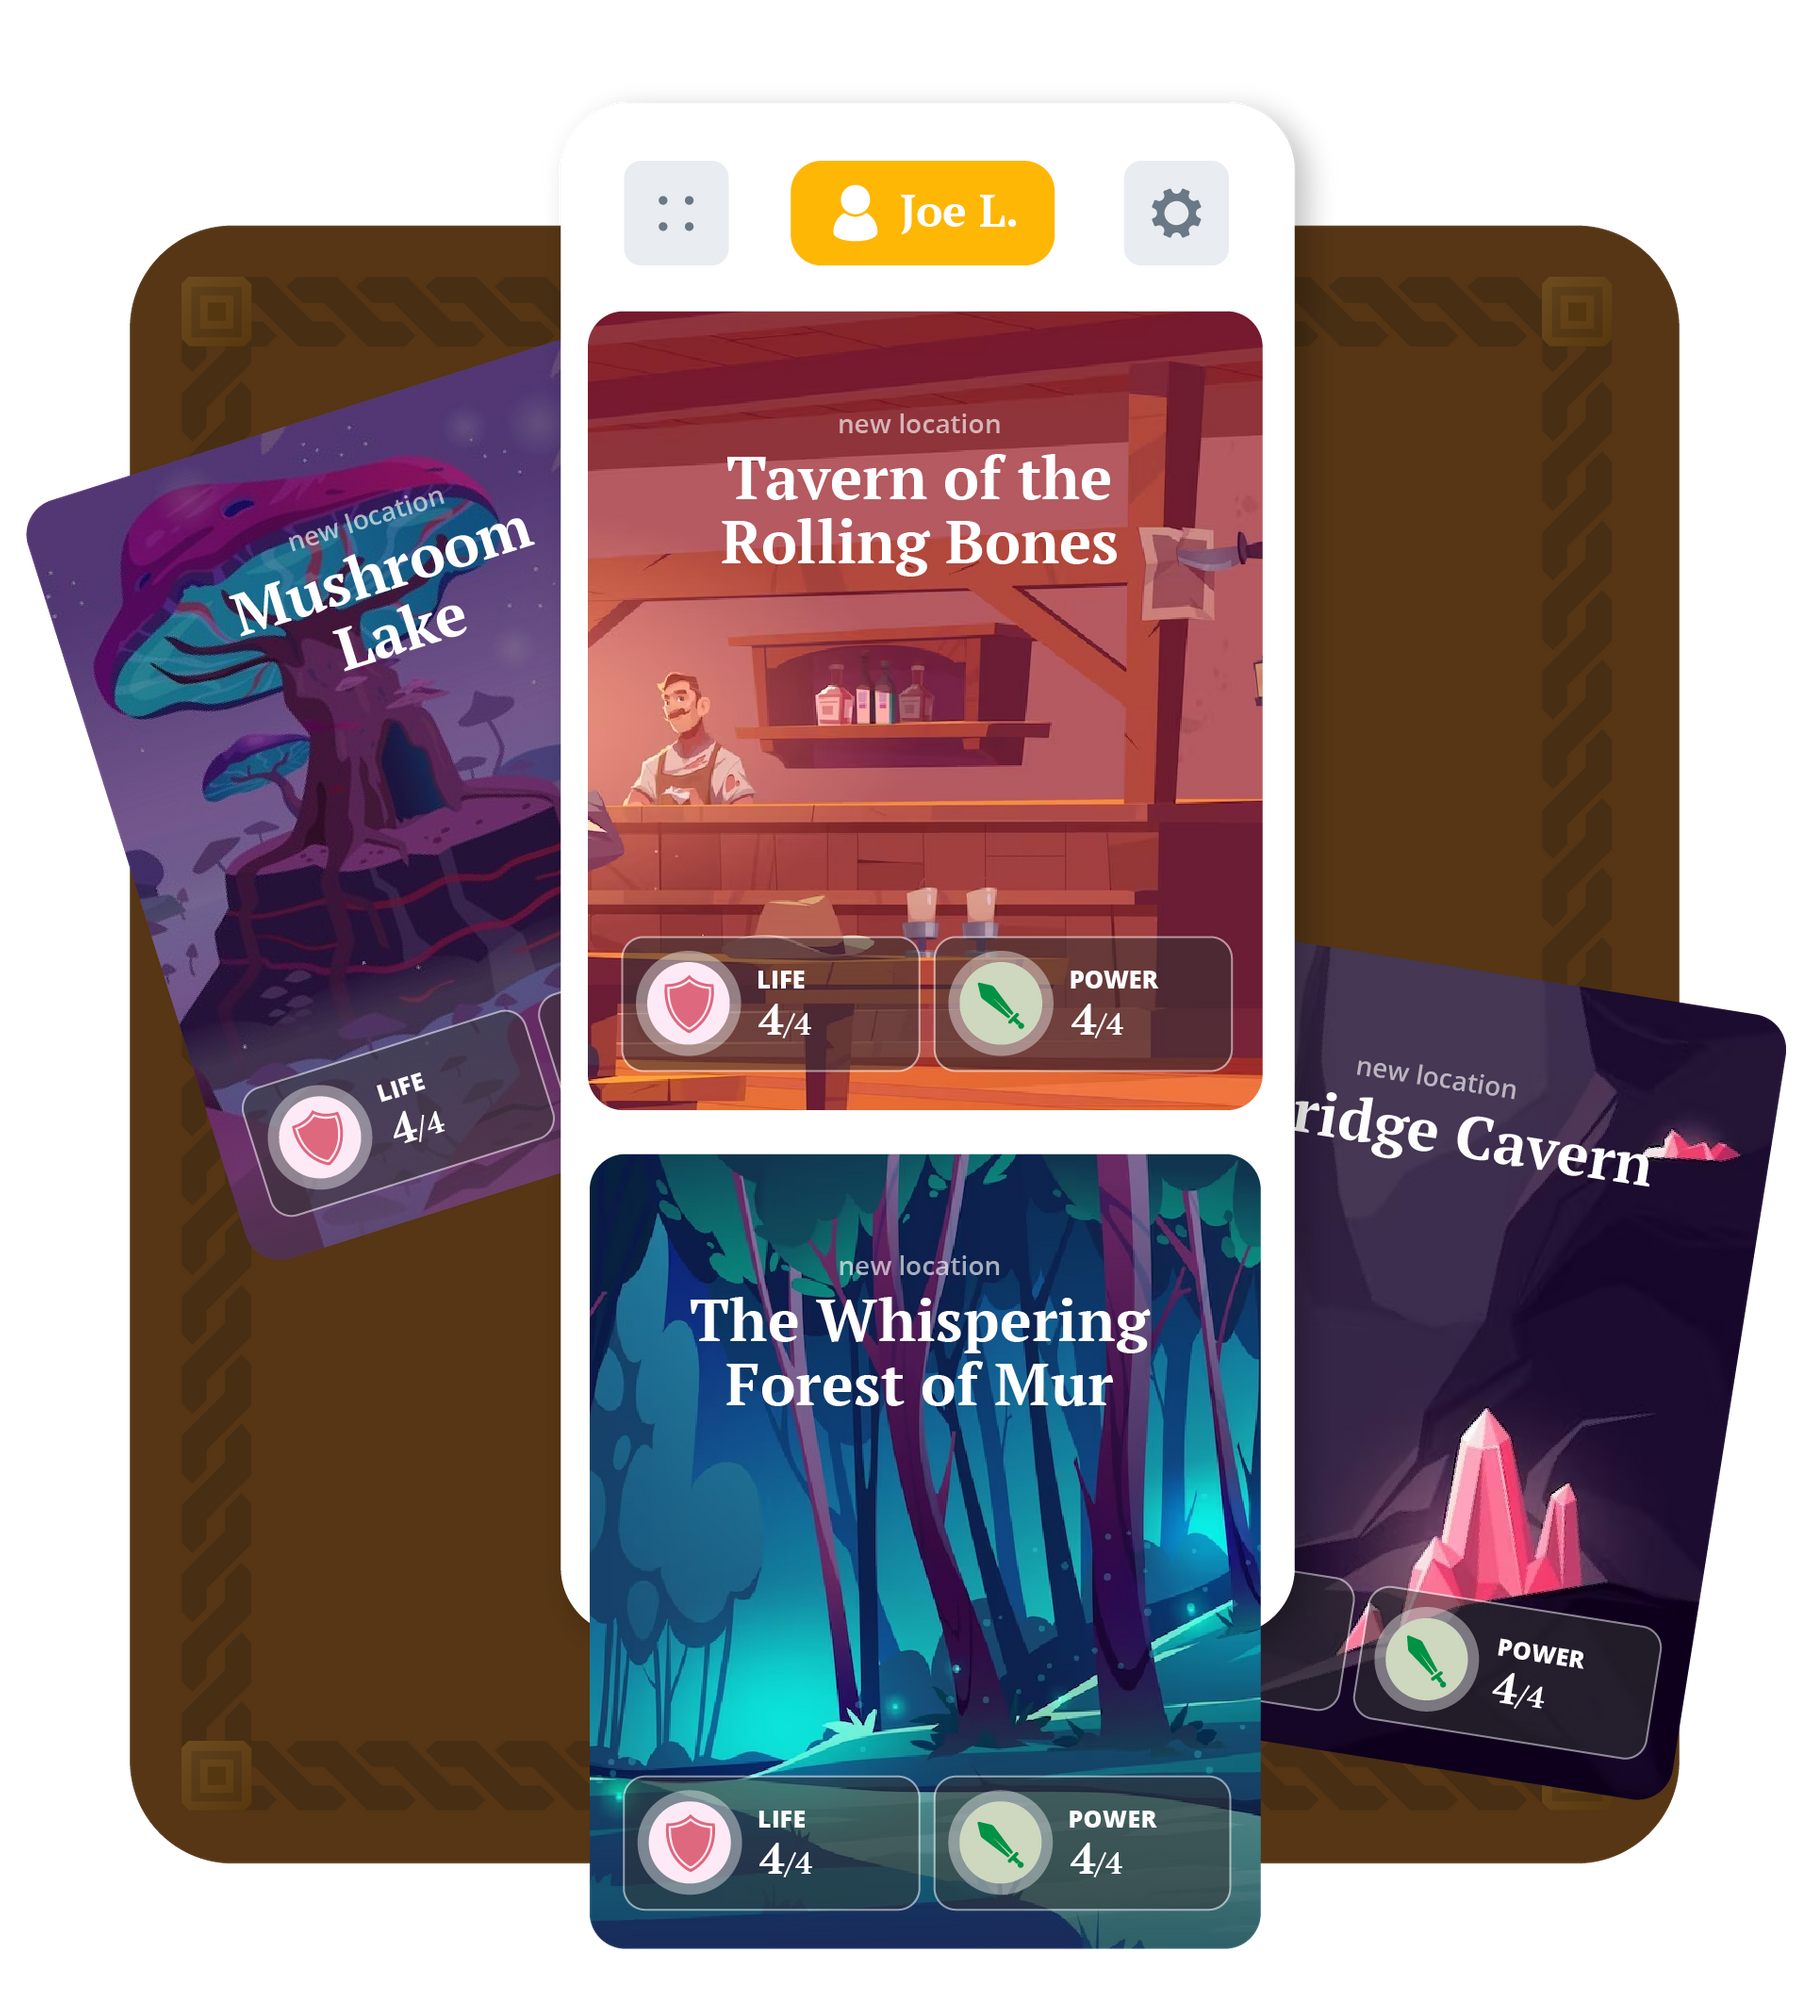 Joe L.
new location
Tavern of the
Rolling Bones
LIFE
4/4
POWER
4/4
new location
Mushroom
Lake
LIFE
4/4
new location
ridge Cavern
POWER
4/4
new location
The Whispering
Forest of Mur
LIFE
4/4
POWER
4/4